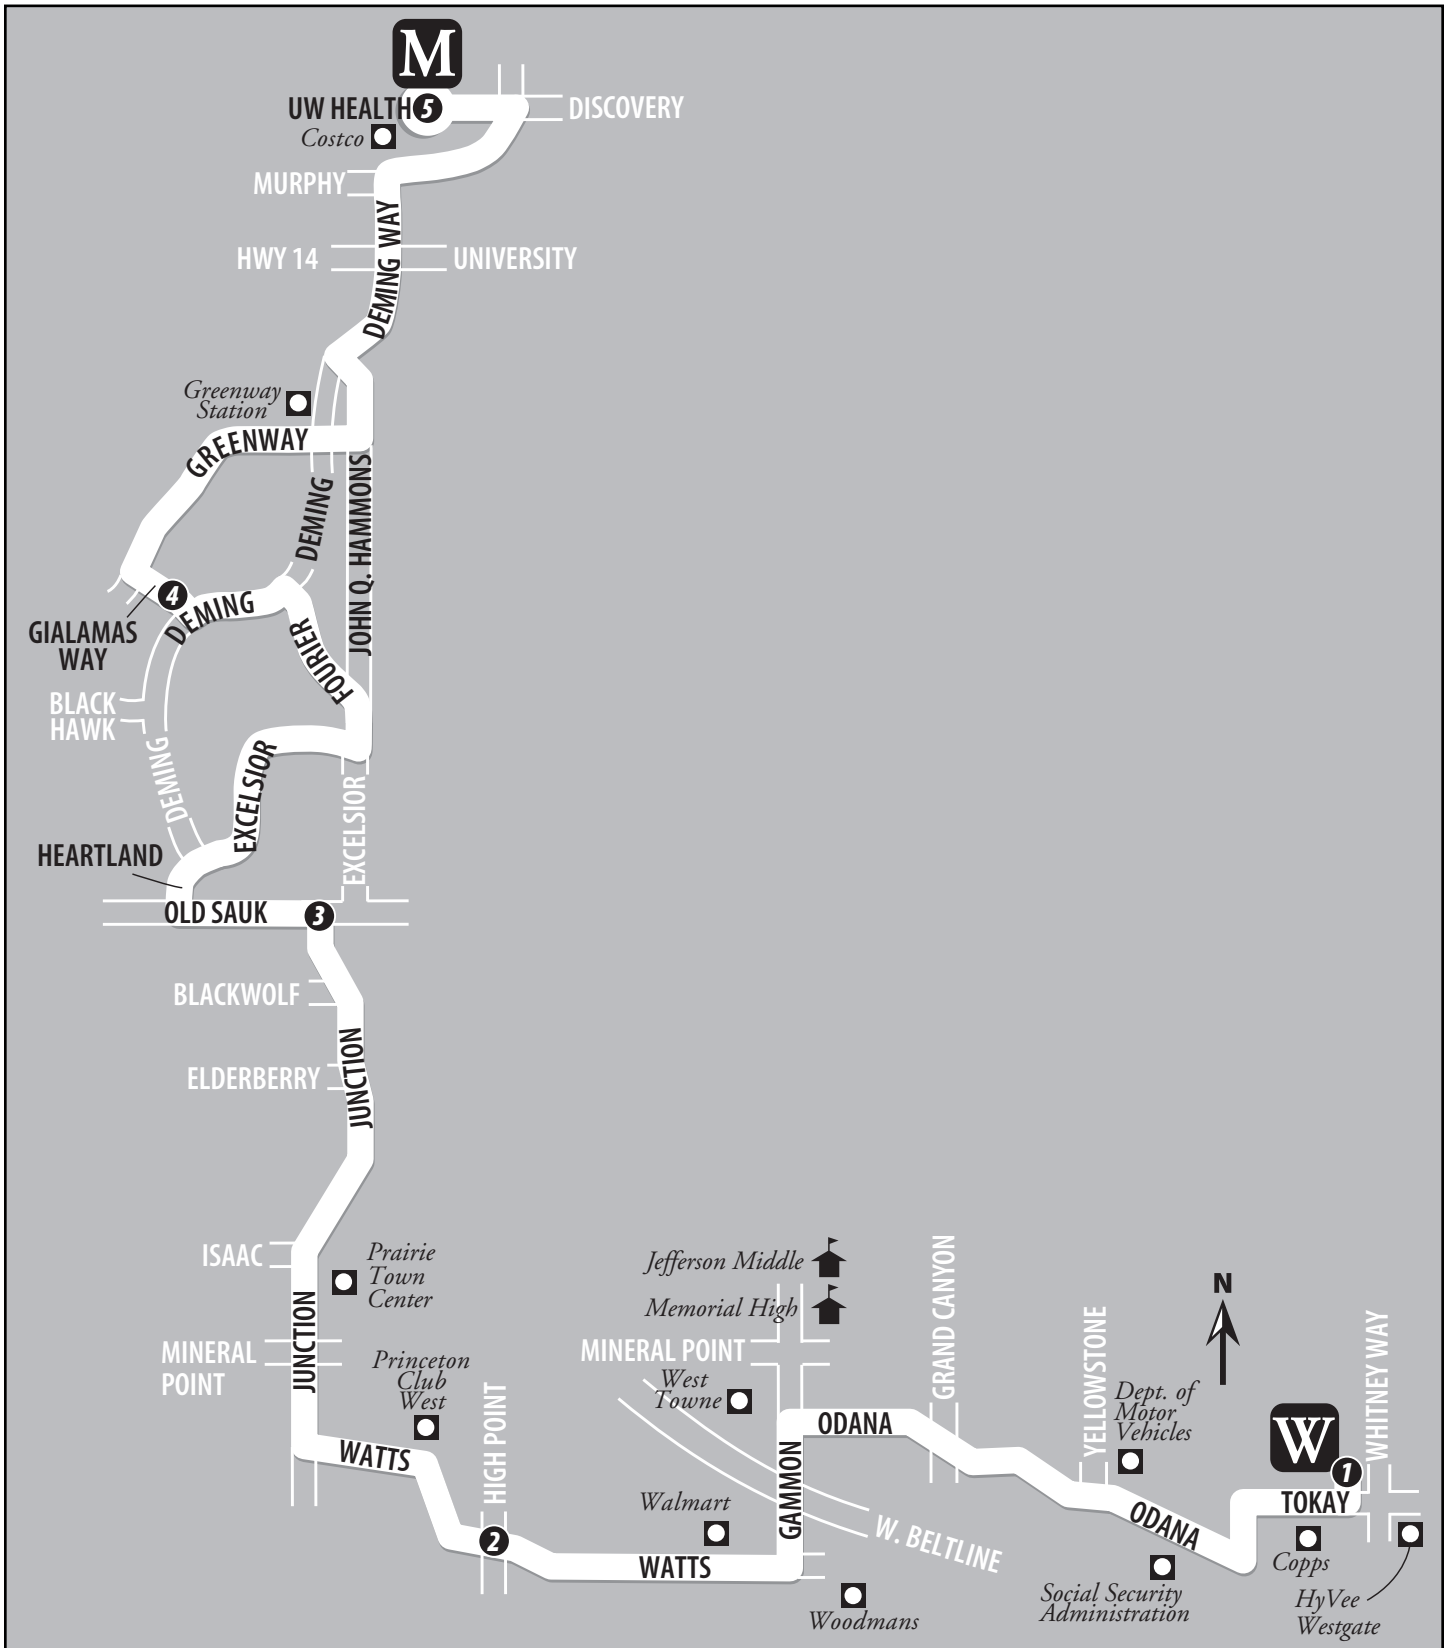 M
UW HEALTH 5
DISCOVERY
Costco
MURPHY
DEMING WAY
HWY 14
UNIVERSITY
DEMING WAY
Greenway
Station
GREENWAY
DEMING
JOHN Q. HAMMONS
4
DEMING
GIALAMAS
WAY
FOURIER
BLACK
HAWK
DEMING
EXCELSIOR
EXCELSIOR
HEARTLAND
OLD SAUK
3
BLACKWOLF
JUNCTION
ELDERBERRY
ISAAC
Prairie
Town
Center
JUNCTION
MINERAL
POINT
Princeton
Club
West
WATTS
HIGH POINT
2
Jefferson Middle
Memorial High
MINERAL POINT
West
Towne
GRAND CANYON
ODANA
GAMMON
Walmart
WATTS
W. BELTLINE
Woodmans
N
YELLOWSTONE
Dept. of
Motor
Vehicles
WHITNEY WAY
W
1
TOKAY
ODANA
Social Security
Administration
Copps
HyVee
Westgate